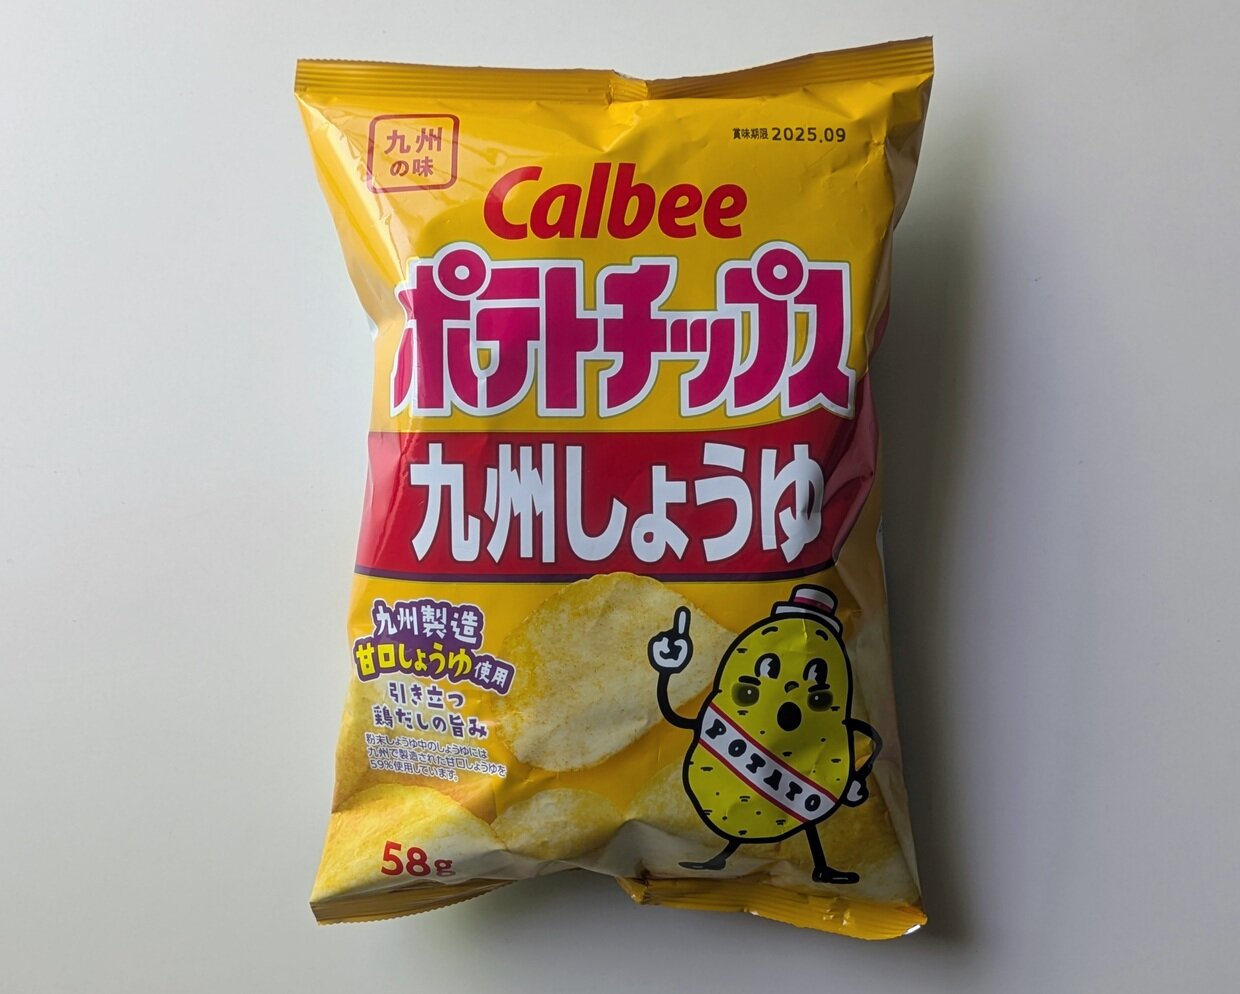 九州
の味
賞味期限 2025.09
Calbee
ポテトチップス
九州しょうゆ
九州製造
甘口しょうゆ使用
引き立つ
鶏だしの旨み
粉末しょうゆ中のしょうゆには
九州で製造された甘口しょうゆを
59%使用しています。
POTATO
58g